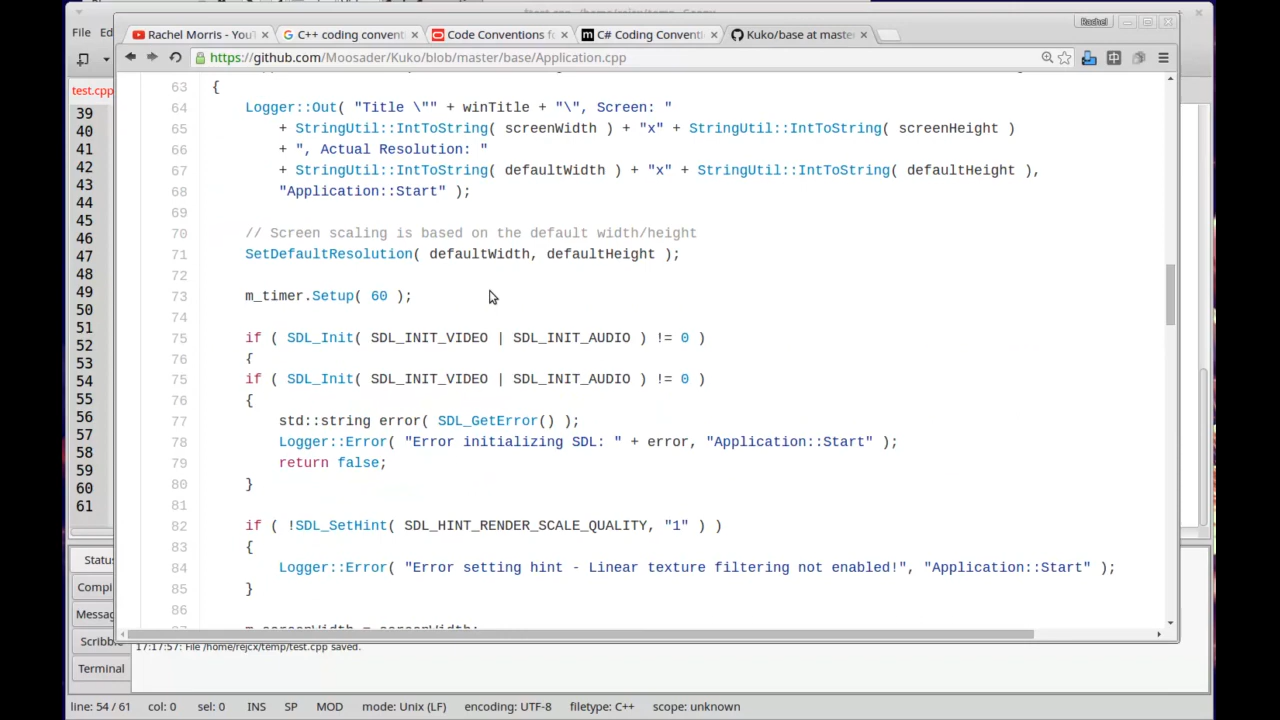 Rachel
File Ed
Rachel Morris - YouT
C++ coding convent
Code Conventions fo
C# Coding Conventi
Kuko/base at maste
https://github.com/Moosader/Kuko/blob/master/base/Application.cpp
test.cpp
39
40
41
42
43
44
45
46
47
48
49
50
51
52
53
54
55
56
57
58
59
60
61
63 {
64 Logger::Out( "Title \"" + winTitle + "\", Screen: "
65 + StringUtil::IntToString( screenWidth ) + "x" + StringUtil::IntToString( screenHeight )
66 + ", Actual Resolution: "
67 + StringUtil::IntToString( defaultWidth ) + "x" + StringUtil::IntToString( defaultHeight ),
68 "Application::Start" );
69
70 // Screen scaling is based on the default width/height
71 SetDefaultResolution( defaultWidth, defaultHeight );
72
73 m_timer.Setup( 60 );
74
75 if ( SDL_Init( SDL_INIT_VIDEO | SDL_INIT_AUDIO ) != 0 )
76 {
75 if ( SDL_Init( SDL_INIT_VIDEO | SDL_INIT_AUDIO ) != 0 )
76 {
77 std::string error( SDL_GetError() );
78 Logger::Error( "Error initializing SDL: " + error, "Application::Start" );
79 return false;
80 }
81
82 if ( !SDL_SetHint( SDL_HINT_RENDER_SCALE_QUALITY, "1" ) )
83 {
84 Logger::Error( "Error setting hint - Linear texture filtering not enabled!", "Application::Start" );
85 }
86
Status
Compil
Messag
Scribble
Terminal
17:17:57: File /home/rejcx/temp/test.cpp saved.
line: 54 / 61 col: 0 sel: 0 INS SP MOD mode: Unix (LF) encoding: UTF-8 filetype: C++ scope: unknown